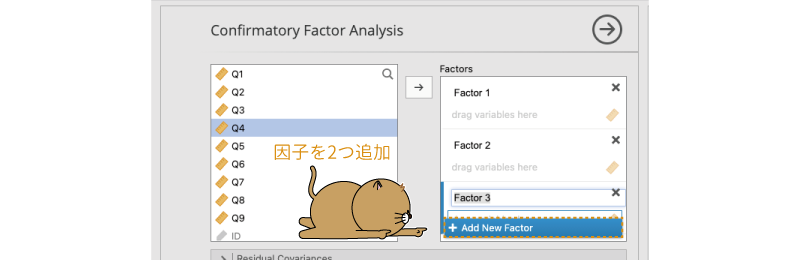 Confirmatory Factor Analysis
Factors
Q1
Q2
Q3
Q4
Q5
Q6
Q7
Q8
Q9
ID
因子を2つ追加
Factor 1
drag variables here
Factor 2
drag variables here
Factor 3
+ Add New Factor
Residual Covariances